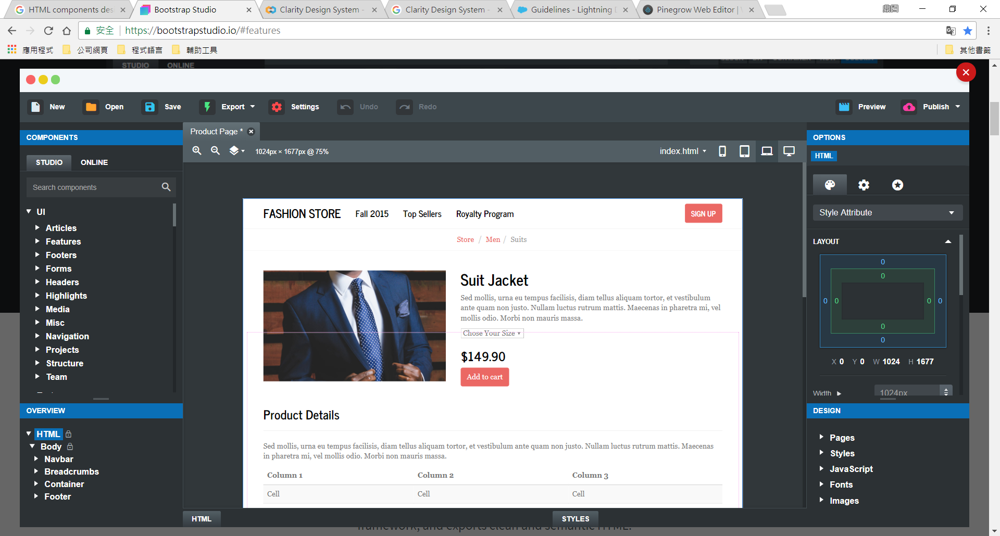 HTML components des
Bootstrap Studio
Clarity Design System -
Clarity Design System -
Guidelines - Lightning D
Pinegrow Web Editor | V
鼎國
安全
https://bootstrapstudio.io/#features
應用程式
公司網頁
程式語言
輔助工具
其他書籤
STUDIO
ONLINE
New
Open
Save
Export
Settings
Undo
Redo
Preview
Publish
COMPONENTS
STUDIO
ONLINE
Search components
UI
Articles
Features
Footers
Forms
Headers
Highlights
Media
Misc
Navigation
Projects
Structure
Team
OVERVIEW
HTML
Body
Navbar
Breadcrumbs
Container
Footer
Product Page *
1024px × 1677px @ 75%
index.html
FASHION STORE
Fall 2015
Top Sellers
Royalty Program
SIGN UP
Store / Men / Suits
Suit Jacket
Sed mollis, urna eu tempus facilisis, diam tellus aliquam tortor, et vestibulum
ante quam non justo. Nullam luctus rutrum mattis. Maecenas in pharetra mi, vel
mollis odio. Morbi non mauris massa.
Chose Your Size
$149.90
Add to cart
Product Details
Sed mollis, urna eu tempus facilisis, diam tellus aliquam tortor, et vestibulum ante quam non justo. Nullam luctus rutrum mattis. Maecenas
in pharetra mi, vel mollis odio. Morbi non mauris massa.
Column 1 Column 2 Column 3
Cell Cell Cell
HTML
STYLES
OPTIONS
HTML
Style Attribute
LAYOUT
0
0
0 0 0 0
0
0
X 0 Y 0 W 1024 H 1677
Width
1024px
DESIGN
Pages
Styles
JavaScript
Fonts
Images
framework, and exports clean and semantic HTML.